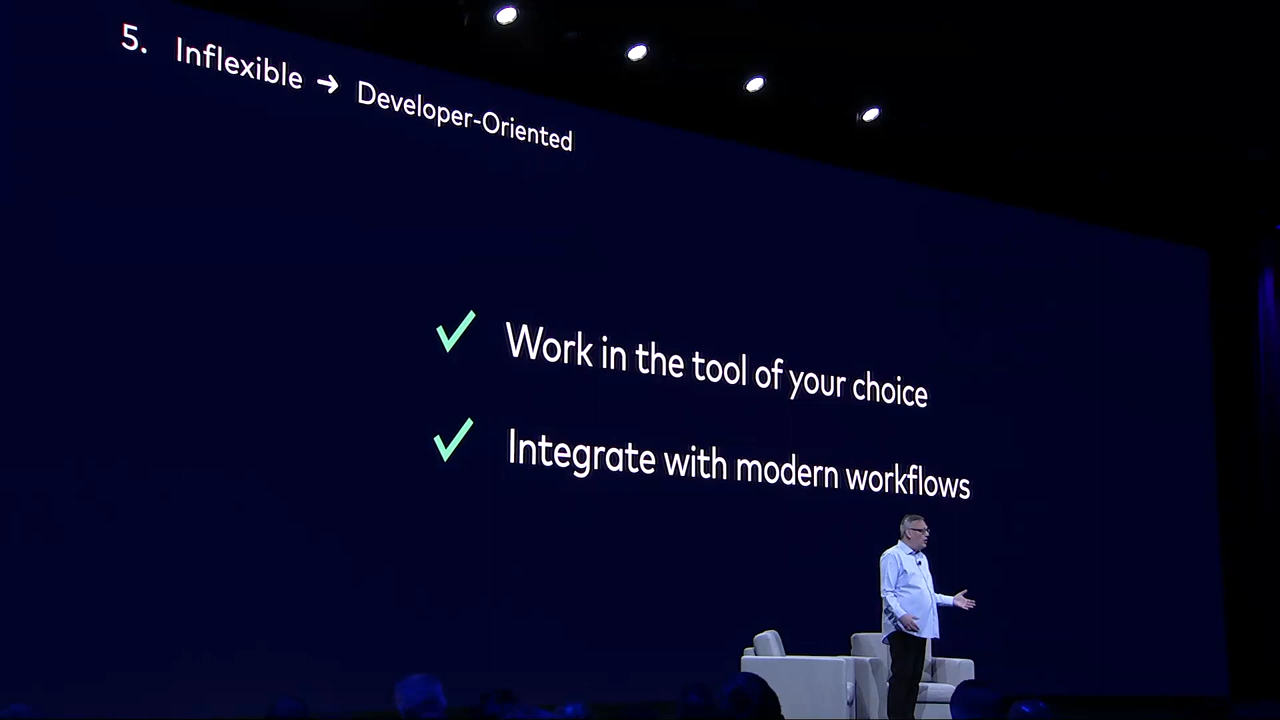 5. Inflexible → Developer-Oriented
✓ Work in the tool of your choice
✓ Integrate with modern workflows